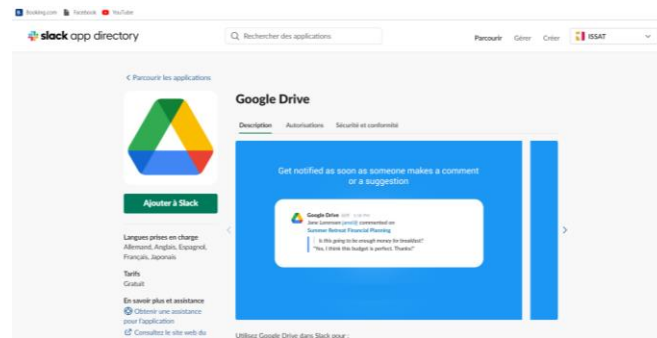 Booking.com Facebook YouTube
slack app directory
Rechercher des applications
Parcourir Gérer Créer ISSAT
< Parcourir les applications
Google Drive
Description Autorisations Sécurité et conformité
Get notified as soon as someone makes a comment
or a suggestion
Google Drive
commented on
Summer Retreat Financial Planning
Is this going to be enough money for breakfast?
"Yes, I think this budget is perfect. Thanks!"
Ajouter à Slack
Langues prises en charge
Allemand, Anglais, Espagnol,
Français, Japonais
Tarifs
Gratuit
En savoir plus et assistance
Obtenir une assistance
pour l'application
Consultez le site web du
Utilisez Google Drive dans Slack pour :